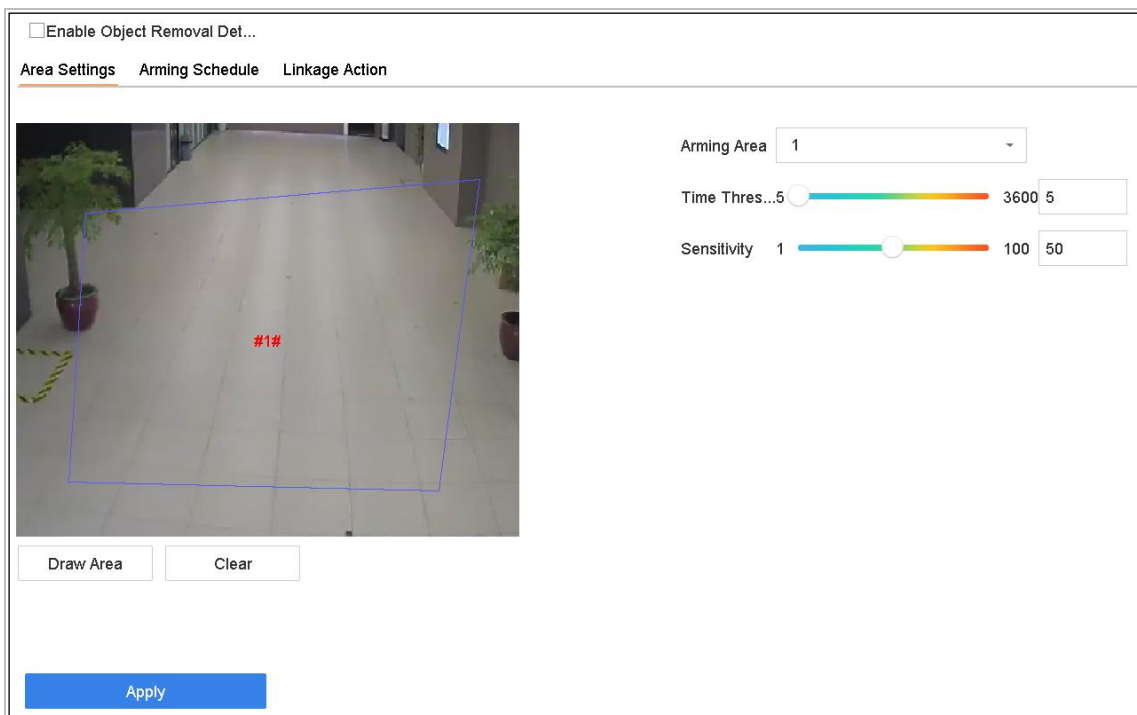 Enable Object Removal Det...
Area Settings Arming Schedule Linkage Action
Arming Area 1
Time Thres...5 3600 5
Sensitivity 1 100 50
#1#
Draw Area Clear
Apply